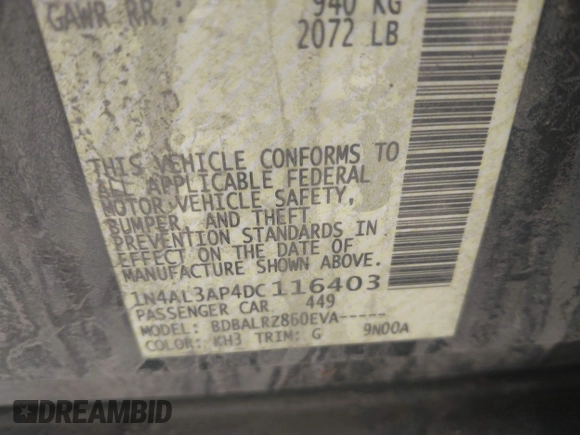 GAWR RR.: 940 KG
2072 LB
THIS VEHICLE CONFORMS TO
ALL APPLICABLE FEDERAL
MOTOR VEHICLE SAFETY,
BUMPER, AND THEFT
PREVENTION STANDARDS IN
EFFECT ON THE DATE OF
MANUFACTURE SHOWN ABOVE.
1N4AL3AP4DC116403
PASSENGER CAR 449
MODEL: BDBALRZ860EVA-----
COLOR: KH3 TRIM: G 9N00A
DREAMBID